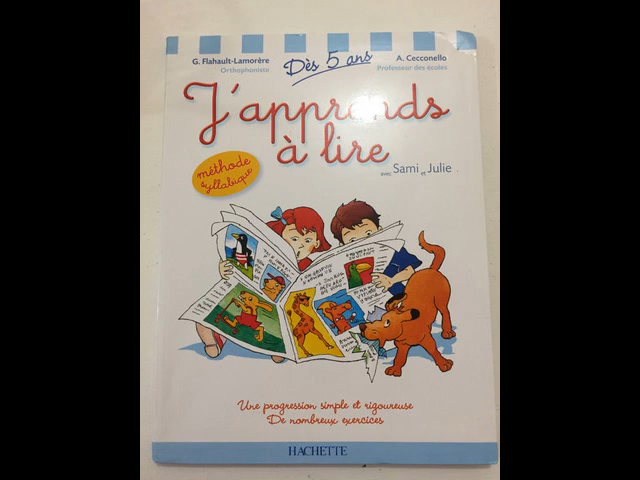 Dès 5 ans
G. Flahault-Lamorère
Orthophoniste
A. Cecconello
Professeur des écoles
J'apprends
à lire
avec Sami et Julie
méthode
syllabique
Une progression simple et rigoureuse
De nombreux exercices
HACHETTE